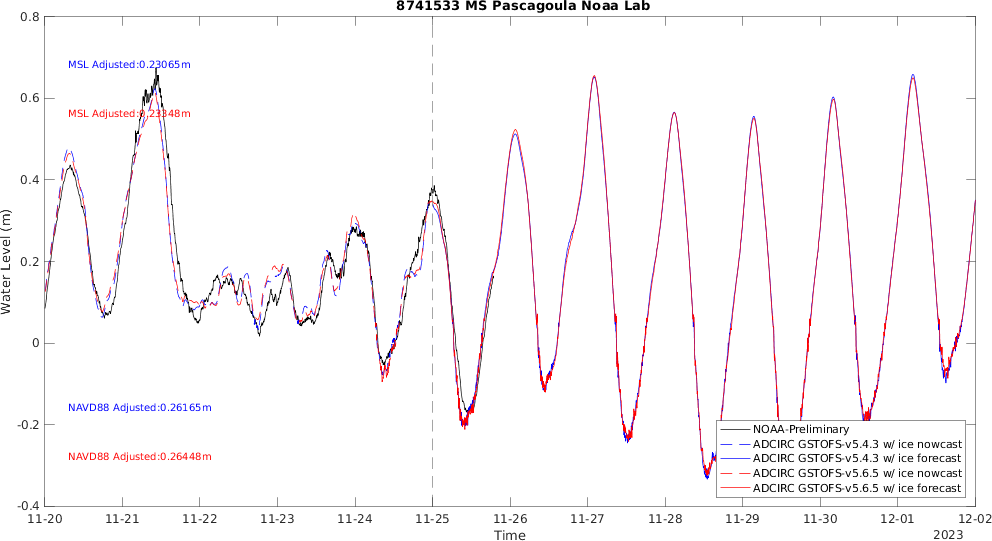 8741533 MS Pascagoula Noaa Lab
0.8
0.6
0.4
0.2
0
-0.2
-0.4
Water Level (m)
MSL Adjusted:0.23065m
MSL Adjusted:0.23348m
NAVD88 Adjusted:0.26165m
NAVD88 Adjusted:0.26448m
NOAA-Preliminary
ADCIRC GSTOFS-v5.4.3 w/ ice nowcast
ADCIRC GSTOFS-v5.4.3 w/ ice forecast
ADCIRC GSTOFS-v5.6.5 w/ ice nowcast
ADCIRC GSTOFS-v5.6.5 w/ ice forecast
11-20 11-21 11-22 11-23 11-24 11-25 11-26 11-27 11-28 11-29 11-30 12-01 12-02
Time
2023